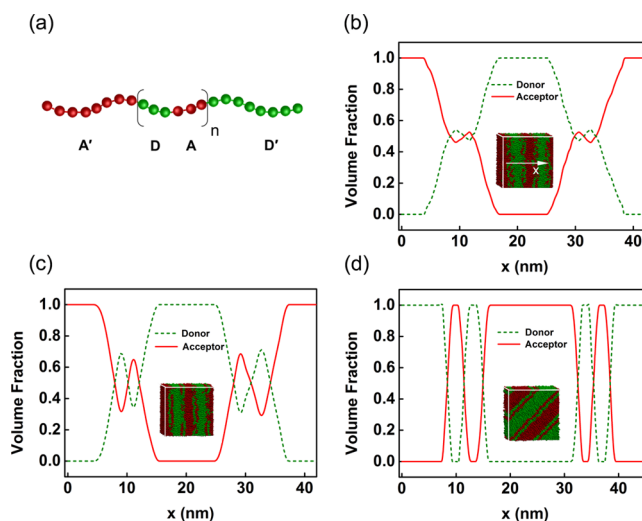 (a)
A′ D A n D′
(b)
Volume Fraction
1.0
0.8
0.6
0.4
0.2
0.0
Donor
Acceptor
x
0 10 20 30 40
x (nm)
(c)
Volume Fraction
1.0
0.8
0.6
0.4
0.2
0.0
Donor
Acceptor
0 10 20 30 40
x (nm)
(d)
Volume Fraction
1.0
0.8
0.6
0.4
0.2
0.0
Donor
Acceptor
0 10 20 30 40
x (nm)